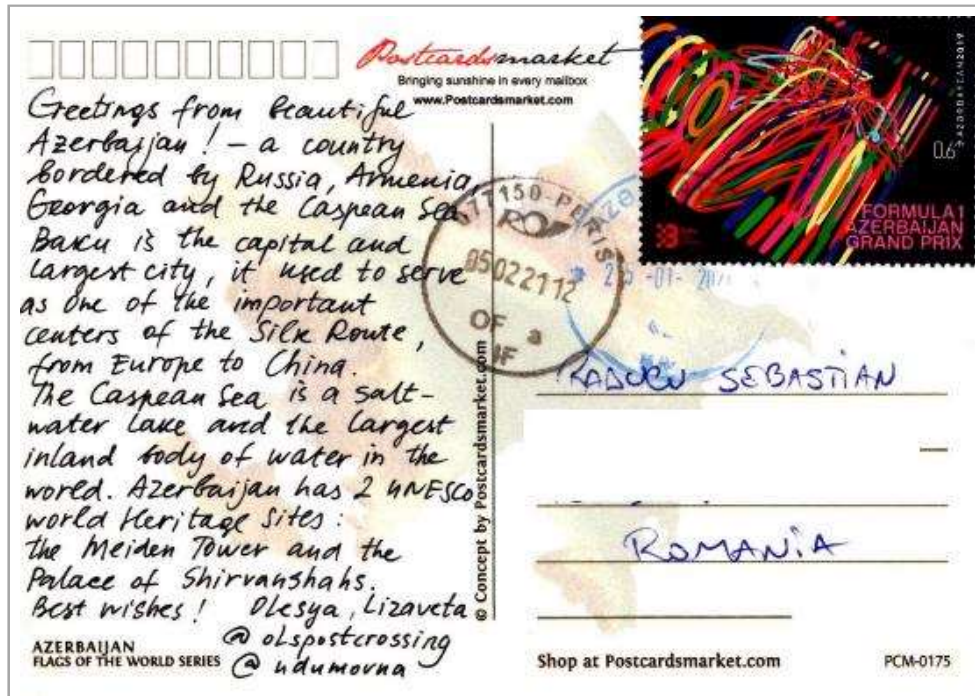 Postcardsmarket
Bringing sunshine in every mailbox
www.Postcardsmarket.com
Greetings from beautiful
Azerbaijan! – a country
bordered by Russia, Armenia,
Georgia and the Caspean Sea.
Baku is the capital and
largest city, it used to serve
as one of the important
centers of the Silk Route,
from Europe to China.
The Caspean Sea is a salt-
water lake and the largest
inland body of water in the
world. Azerbaijan has 2 UNESCO
world Heritage Sites:
the Meiden Tower and the
Palace of Shirvanshahs.
Best wishes! Olesya, Lizaveta
@olspostcrossing
@udumovna
AZERBAIJAN
FLAGS OF THE WORLD SERIES
© Concept by Postcardsmarket.com
77150-
050221 12
OF a
IF
AZERBAYCAN 2019
0.6
FORMULA 1
AZERBAIJAN
GRAND PRIX
SEBASTIAN
ROMANIA
Shop at Postcardsmarket.com
PCM-0175